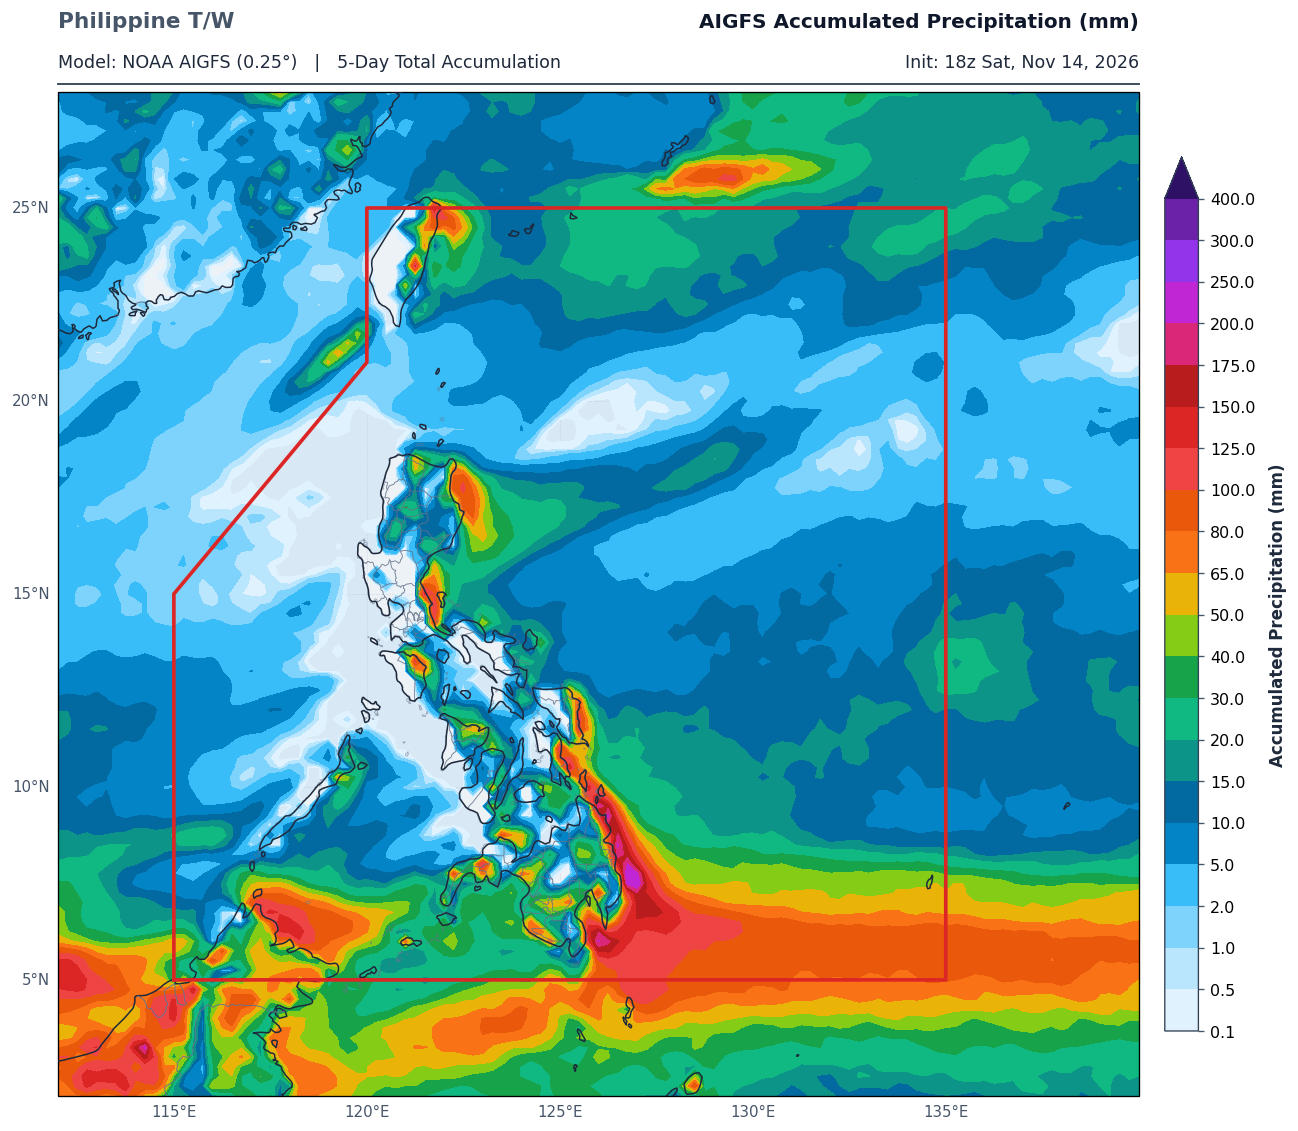 Philippine T/W
AIGFS Accumulated Precipitation (mm)
Model: NOAA AIGFS (0.25°)   |   5-Day Total Accumulation
Init: 18z Sat, Nov 14, 2026
25°N
20°N
15°N
10°N
5°N
115°E
120°E
125°E
130°E
135°E
400.0
300.0
250.0
200.0
175.0
150.0
125.0
100.0
80.0
65.0
50.0
40.0
30.0
20.0
15.0
10.0
5.0
2.0
1.0
0.5
0.1
Accumulated Precipitation (mm)